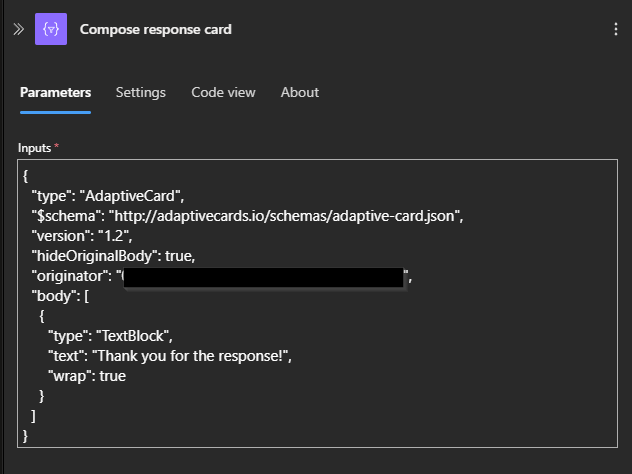 Compose response card
Parameters Settings Code view About
Inputs *
{
"type": "AdaptiveCard",
"$schema": "http://adaptivecards.io/schemas/adaptive-card.json",
"version": "1.2",
"hideOriginalBody": true,
"originator": " ",
"body": [
{
"type": "TextBlock",
"text": "Thank you for the response!",
"wrap": true
}
]
}